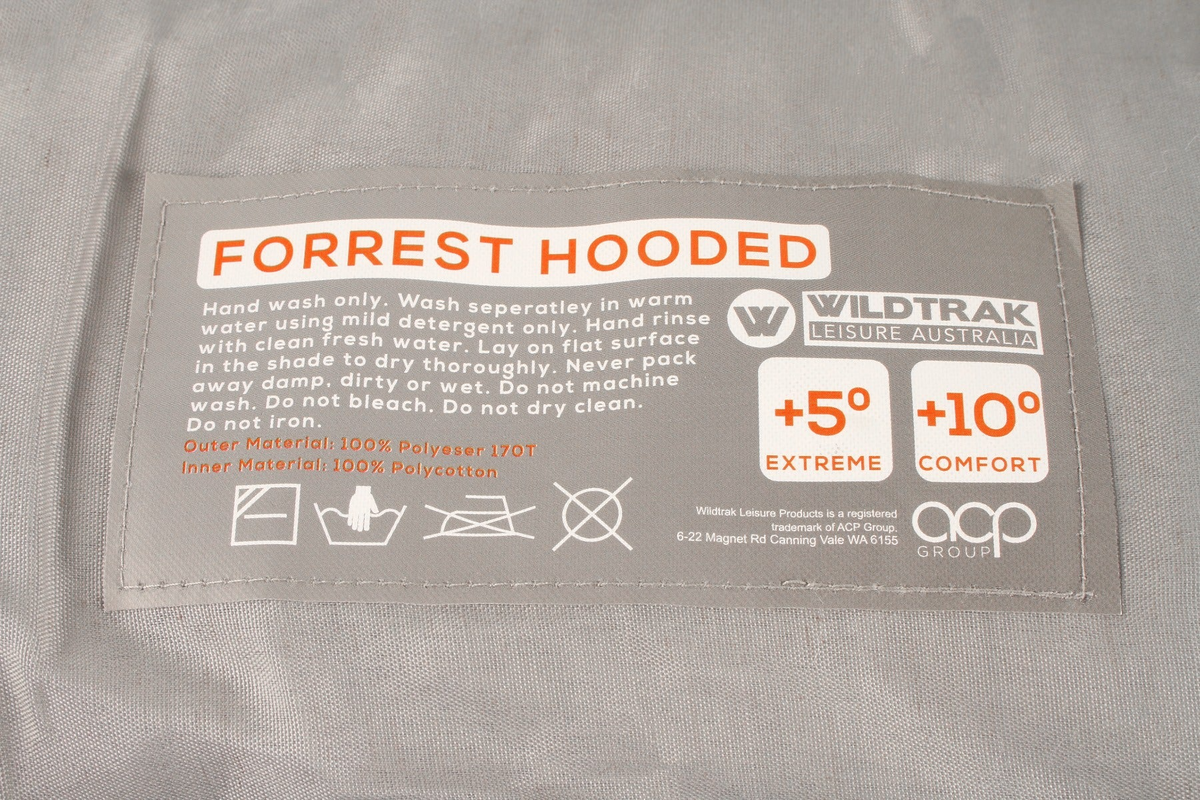 FORREST HOODED
Hand wash only. Wash seperatley in warm
water using mild detergent only. Hand rinse
with clean fresh water. Lay on flat surface
in the shade to dry thoroughly. Never pack
away damp, dirty or wet. Do not machine
wash. Do not bleach. Do not dry clean.
Do not iron.
Outer Material: 100% Polyeser 170T
Inner Material: 100% Polycotton
W WILDTRAK
LEISURE AUSTRALIA
+5° +10°
EXTREME COMFORT
Wildtrak Leisure Products is a registered
trademark of ACP Group.
6-22 Magnet Rd Canning Vale WA 6155
acp
GROUP